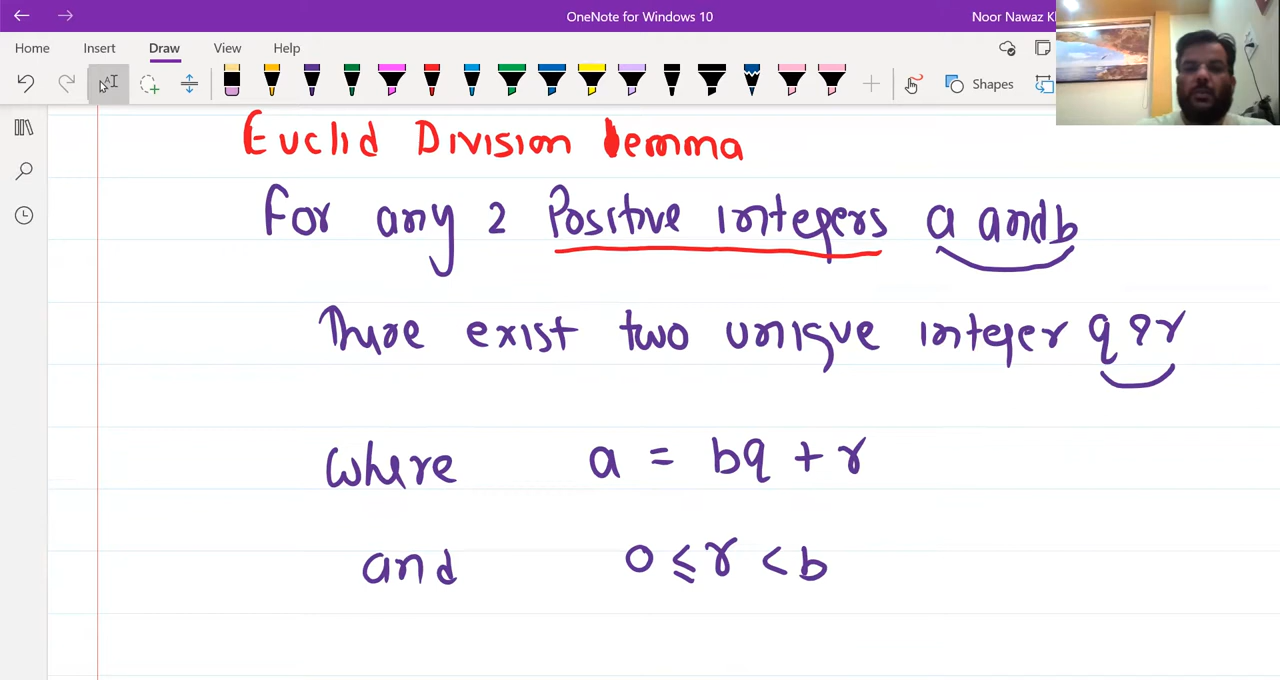 OneNote for Windows 10
Noor Nawaz Kh
Home Insert Draw View Help
Shapes
Euclid Division lemma
For any 2 Positive integers a and b
There exist two unique integer q & r
where a = bq + r
and 0 ≤ r < b